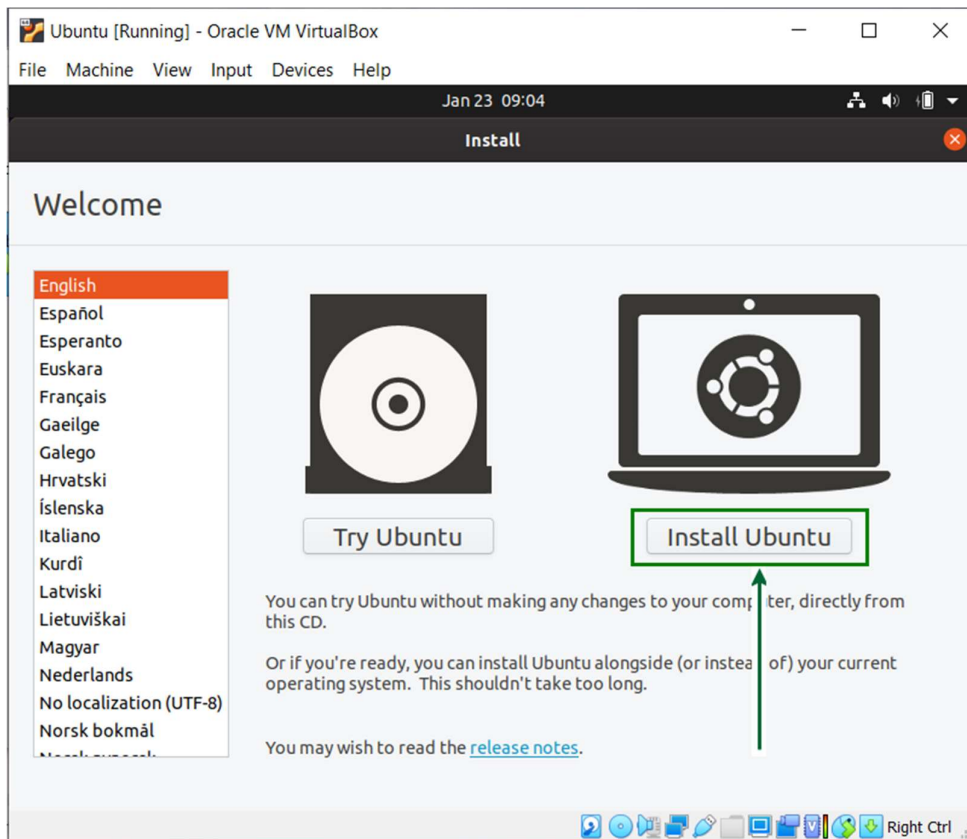 Ubuntu [Running] - Oracle VM VirtualBox
File Machine View Input Devices Help
Jan 23 09:04
Install
Welcome
English
Español
Esperanto
Euskara
Français
Gaeilge
Galego
Hrvatski
Íslenska
Italiano
Kurdî
Latviski
Lietuviškai
Magyar
Nederlands
No localization (UTF-8)
Norsk bokmål
Try Ubuntu
Install Ubuntu
You can try Ubuntu without making any changes to your computer, directly from
this CD.
Or if you're ready, you can install Ubuntu alongside (or instead of) your current
operating system. This shouldn't take too long.
You may wish to read the release notes.
Right Ctrl